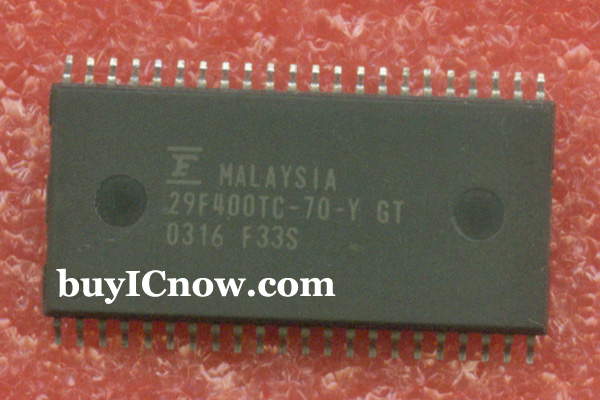 MALAYSIA
29F400TC-70-Y GT
0316 F33S
buyICnow.com